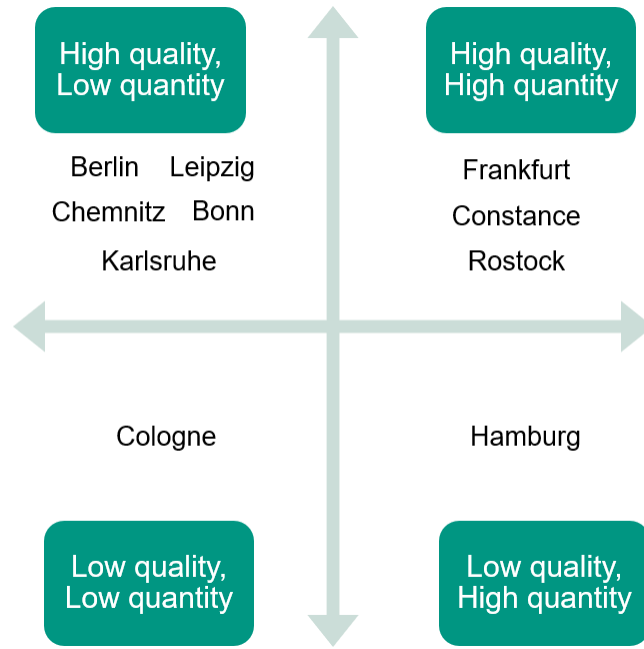 High quality,
Low quantity
High quality,
High quantity
Berlin Leipzig
Chemnitz Bonn
Karlsruhe
Frankfurt
Constance
Rostock
Cologne
Hamburg
Low quality,
Low quantity
Low quality,
High quantity